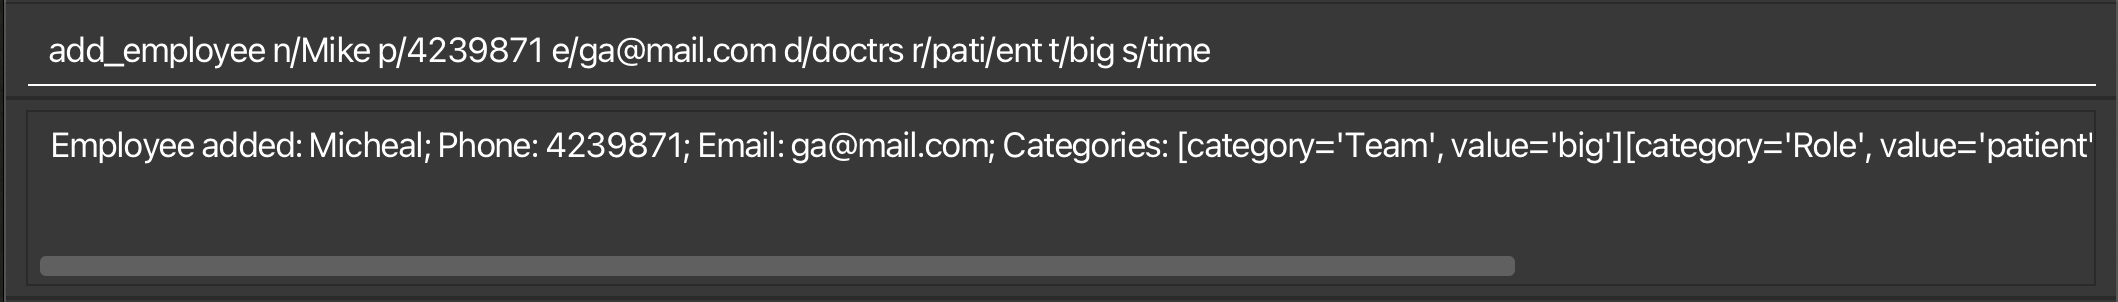 add_employee n/Mike p/4239871 e/ga@mail.com d/doctrs r/pati/ent t/big s/time
Employee added: Micheal; Phone: 4239871; Email: ga@mail.com; Categories: [category='Team', value='big'][category='Role', value='patient'